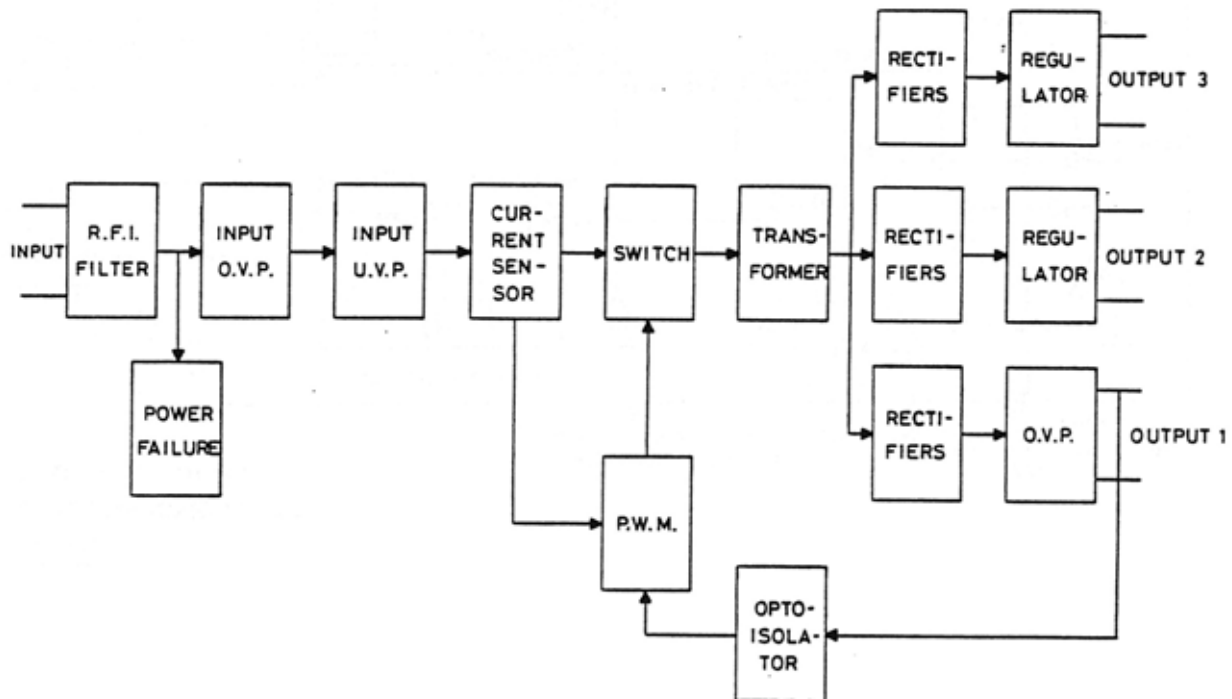 RECTI-
FIERS
REGU-
LATOR
OUTPUT 3
INPUT
R.F.I.
FILTER
INPUT
O.V.P.
INPUT
U.V.P.
CUR-
RENT
SEN-
SOR
SWITCH
TRANS-
FORMER
RECTI-
FIERS
REGU-
LATOR
OUTPUT 2
POWER
FAILURE
RECTI-
FIERS
O.V.P.
OUTPUT 1
P.W.M.
OPTO-
ISOLA-
TOR